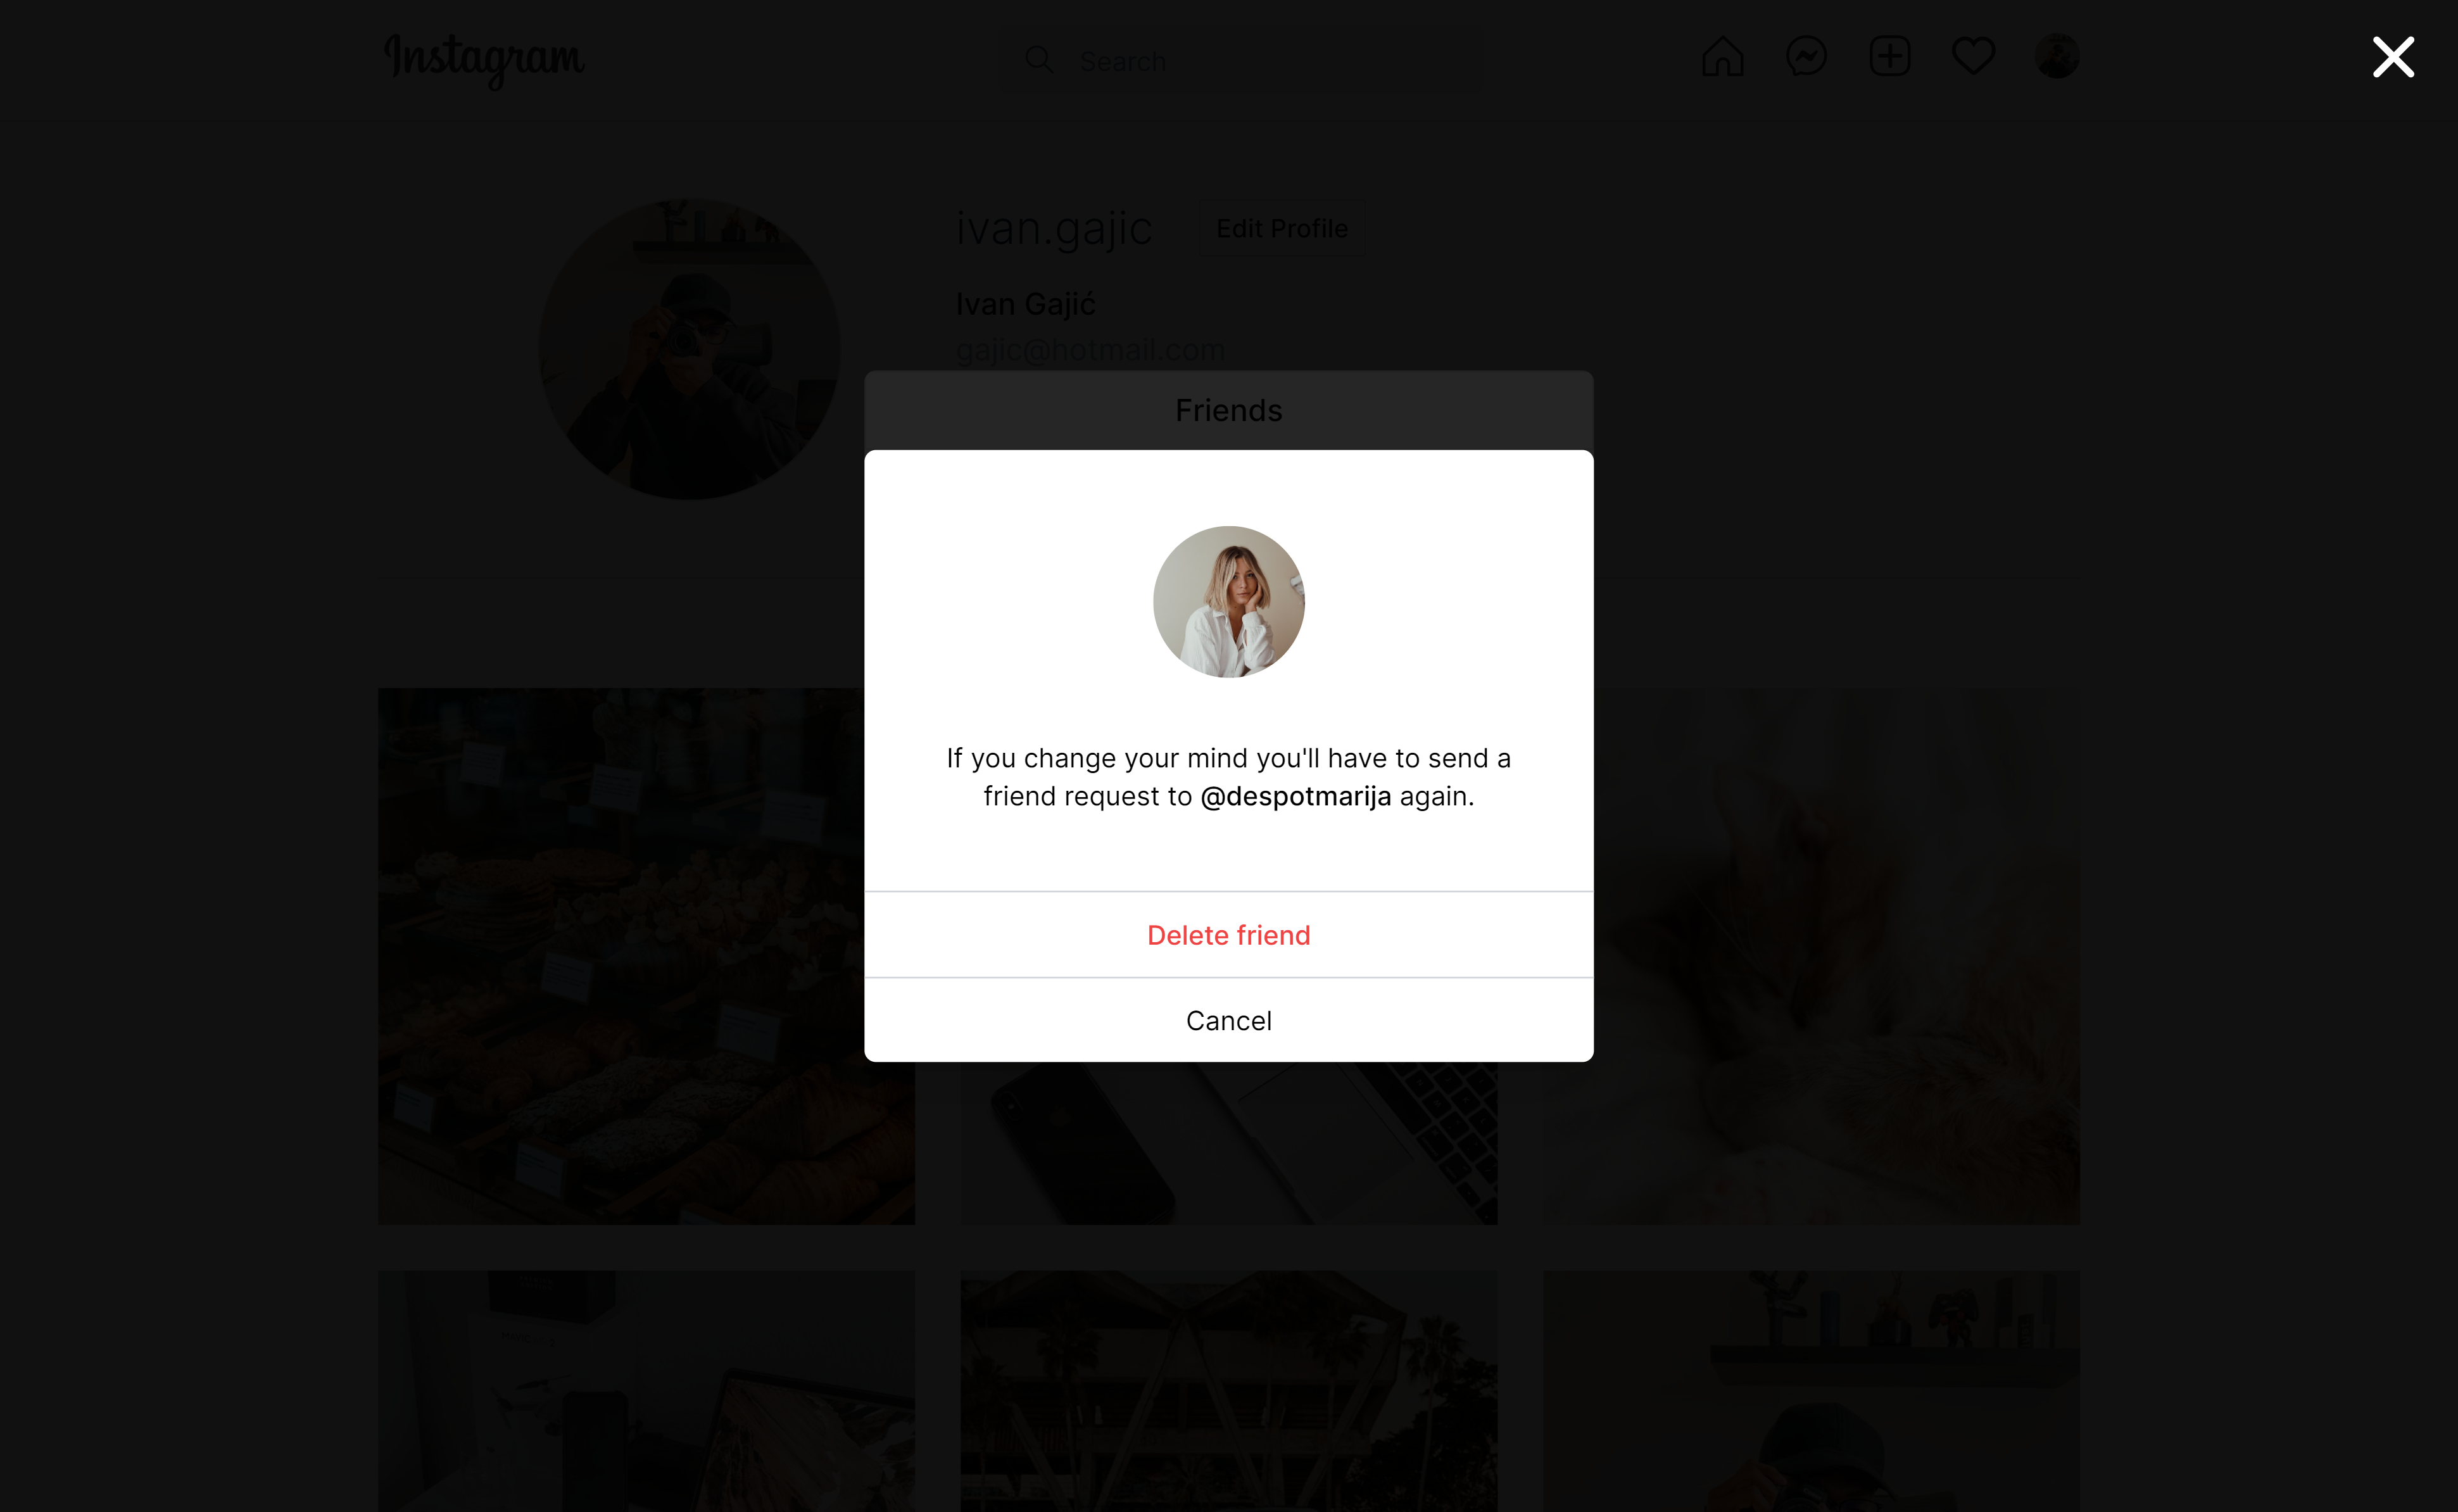 Instagram
Search
ivan.gajic
Edit Profile
Ivan Gajić
gajic@hotmail.com
Friends
If you change your mind you'll have to send a
friend request to @despotmarija again.
Delete friend
Cancel